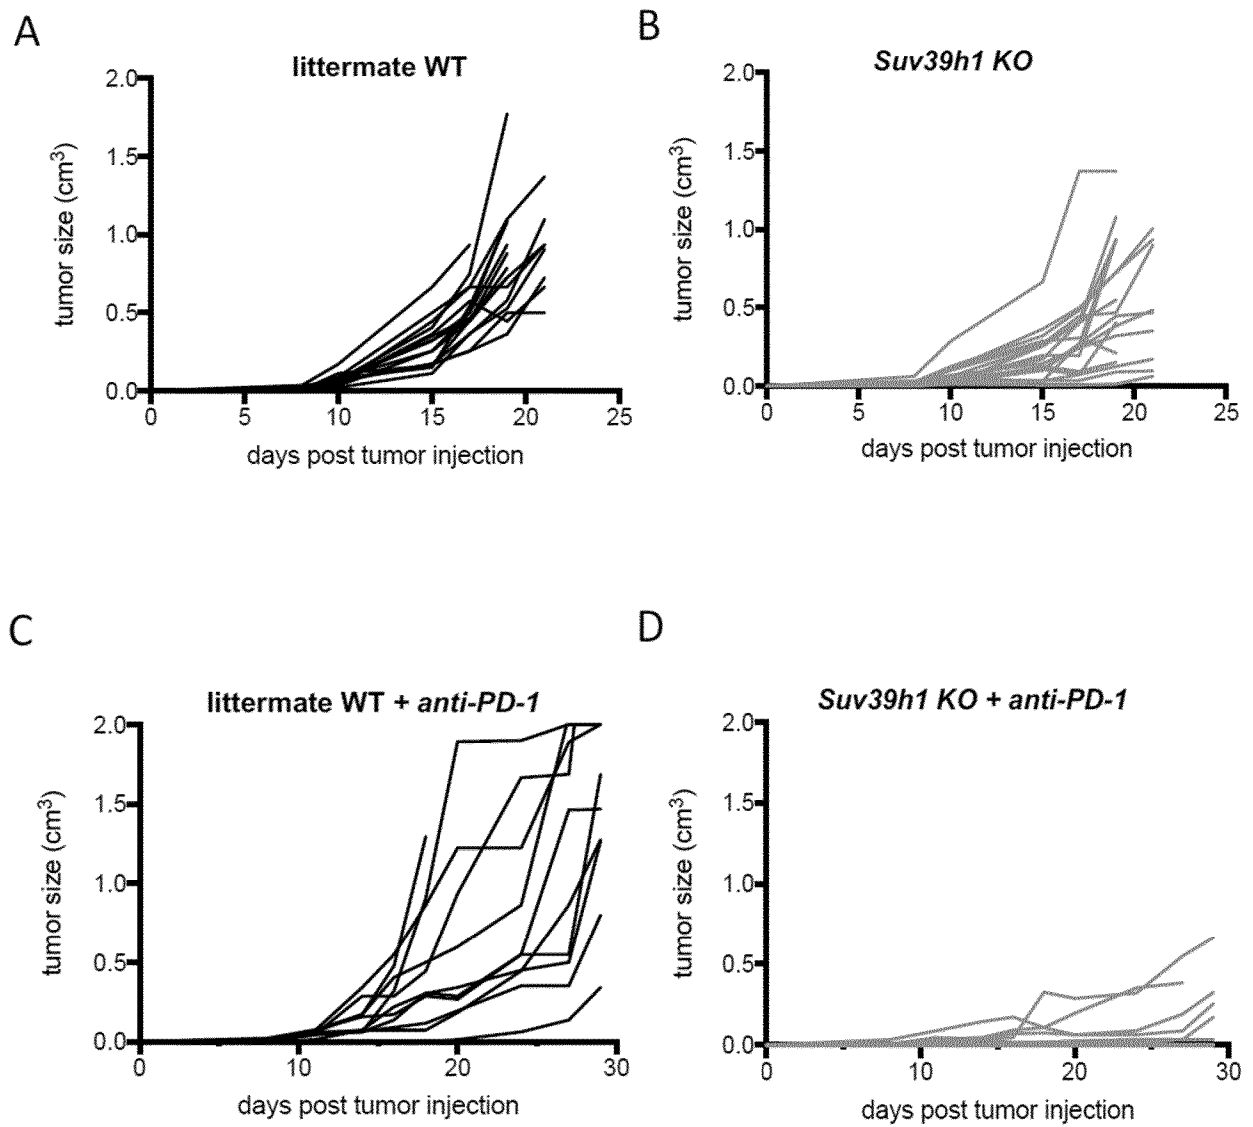 A
littermate WT
tumor size (cm³)
2.0
1.5
1.0
0.5
0.0
0 5 10 15 20 25
days post tumor injection
B
Suv39h1 KO
tumor size (cm³)
2.0
1.5
1.0
0.5
0.0
0 5 10 15 20 25
days post tumor injection
C
littermate WT + anti-PD-1
tumor size (cm³)
2.0
1.5
1.0
0.5
0.0
0 10 20 30
days post tumor injection
D
Suv39h1 KO + anti-PD-1
tumor size (cm³)
2.0
1.5
1.0
0.5
0.0
0 10 20 30
days post tumor injection